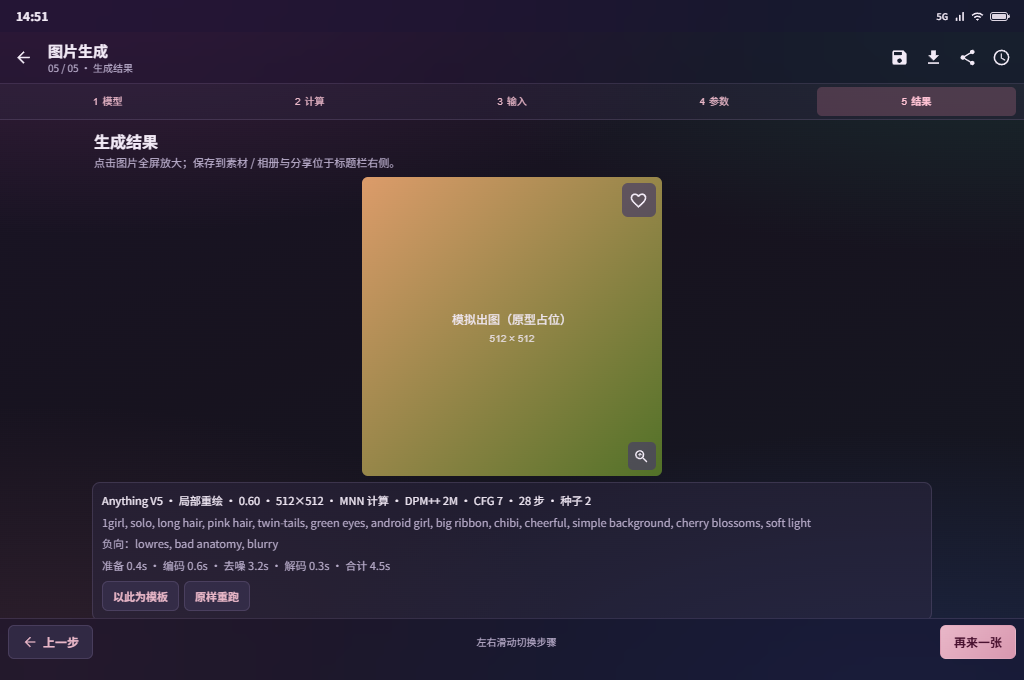 14:51
5G
图片生成
05 / 05 • 生成结果
1 模型
2 计算
3 输入
4 参数
5 结果
生成结果
点击图片全屏放大；保存到素材 / 相册与分享位于标题栏右侧。
模拟出图（原型占位）
512 × 512
Anything V5 • 局部重绘 • 0.60 • 512×512 • MNN 计算 • DPM++ 2M • CFG 7 • 28 步 • 种子 2
1girl, solo, long hair, pink hair, twin-tails, green eyes, android girl, big ribbon, chibi, cheerful, simple background, cherry blossoms, soft light
负向：lowres, bad anatomy, blurry
准备 0.4s • 编码 0.6s • 去噪 3.2s • 解码 0.3s • 合计 4.5s
以此为模板
原样重跑
上一步
左右滑动切换步骤
再来一张